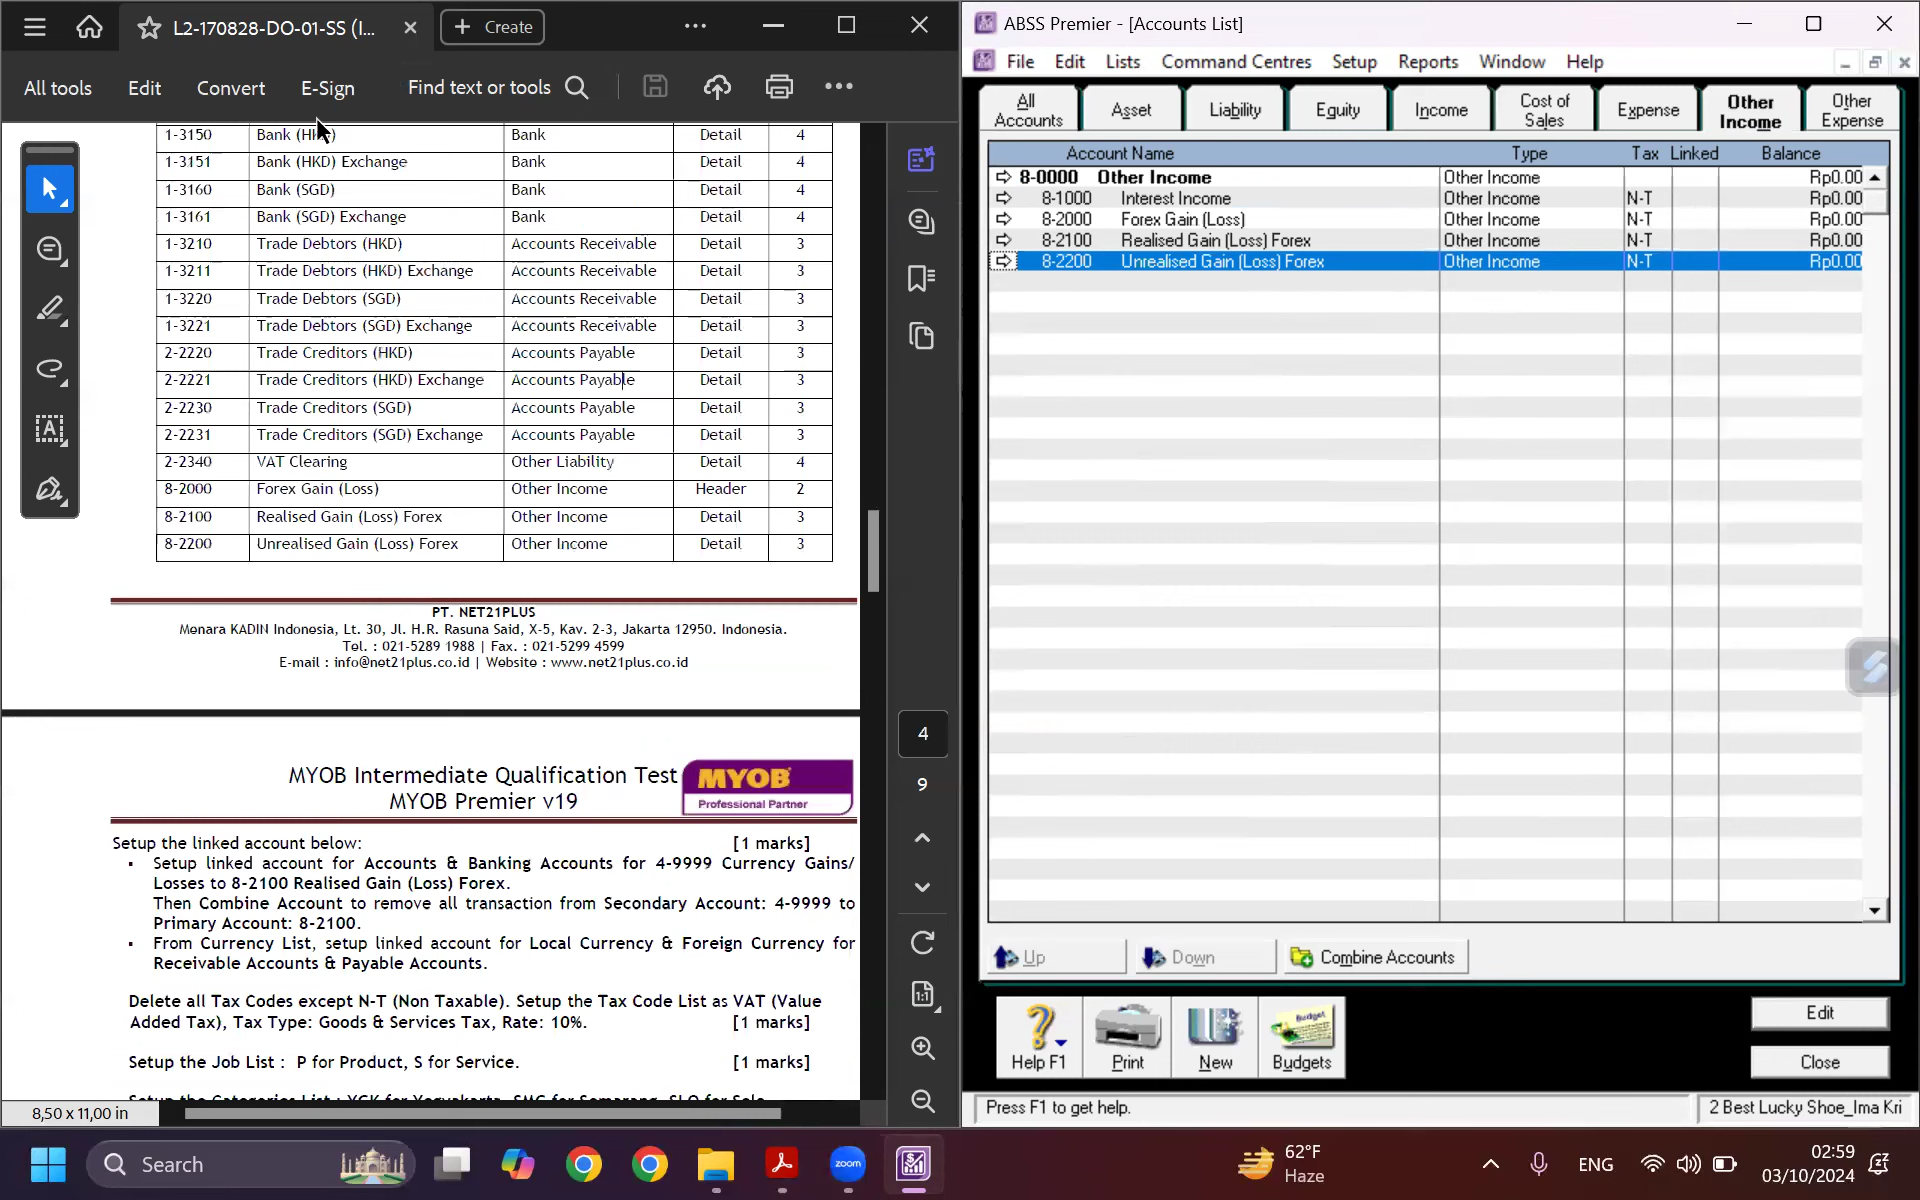 L2-170828-DO-01-SS (I...
Create
All tools
Edit
Convert
E-Sign
Find text or tools
1-3150 Bank (HKD) Bank Detail 4
1-3151 Bank (HKD) Exchange Bank Detail 4
1-3160 Bank (SGD) Bank Detail 4
1-3161 Bank (SGD) Exchange Bank Detail 4
1-3210 Trade Debtors (HKD) Accounts Receivable Detail 3
1-3211 Trade Debtors (HKD) Exchange Accounts Receivable Detail 3
1-3220 Trade Debtors (SGD) Accounts Receivable Detail 3
1-3221 Trade Debtors (SGD) Exchange Accounts Receivable Detail 3
2-2220 Trade Creditors (HKD) Accounts Payable Detail 3
2-2221 Trade Creditors (HKD) Exchange Accounts Payable Detail 3
2-2230 Trade Creditors (SGD) Accounts Payable Detail 3
2-2231 Trade Creditors (SGD) Exchange Accounts Payable Detail 3
2-2340 VAT Clearing Other Liability Detail 4
8-2000 Forex Gain (Loss) Other Income Header 2
8-2100 Realised Gain (Loss) Forex Other Income Detail 3
8-2200 Unrealised Gain (Loss) Forex Other Income Detail 3
PT. NET21PLUS
Menara KADIN Indonesia, Lt. 30, Jl. H.R. Rasuna Said, X-5, Kav. 2-3, Jakarta 12950. Indonesia.
Tel. : 021-5289 1988 | Fax. : 021-5299 4599
E-mail : info@net21plus.co.id | Website : www.net21plus.co.id
MYOB Intermediate Qualification Test
MYOB Premier v19
MYOB
Professional Partner
Setup the linked account below: [1 marks]
▪ Setup linked account for Accounts & Banking Accounts for 4-9999 Currency Gains/
Losses to 8-2100 Realised Gain (Loss) Forex.
Then Combine Account to remove all transaction from Secondary Account: 4-9999 to
Primary Account: 8-2100.
▪ From Currency List, setup linked account for Local Currency & Foreign Currency for
Receivable Accounts & Payable Accounts.
Delete all Tax Codes except N-T (Non Taxable). Setup the Tax Code List as VAT (Value
Added Tax), Tax Type: Goods & Services Tax, Rate: 10%. [1 marks]
Setup the Job List : P for Product, S for Service. [1 marks]
Setup the Categories List : YGK for Yogyakarta, SMG for Semarang, SLO for Solo
8,50 x 11,00 in
4
9
1:1
ABSS Premier - [Accounts List]
File Edit Lists Command Centres Setup Reports Window Help
All Accounts
Asset
Liability
Equity
Income
Cost of Sales
Expense
Other Income
Other Expense
Account Name Type Tax Linked Balance
8-0000 Other Income Other Income Rp0.00
8-1000 Interest Income Other Income N-T Rp0.00
8-2000 Forex Gain (Loss) Other Income N-T Rp0.00
8-2100 Realised Gain (Loss) Forex Other Income N-T Rp0.00
8-2200 Unrealised Gain (Loss) Forex Other Income N-T Rp0.00
Up
Down
Combine Accounts
Help F1
Print
New
Budgets
Edit
Close
Press F1 to get help.
2 Best Lucky Shoe_Ima Kri
Search
zoom
62°F
Haze
ENG
02:59
03/10/2024